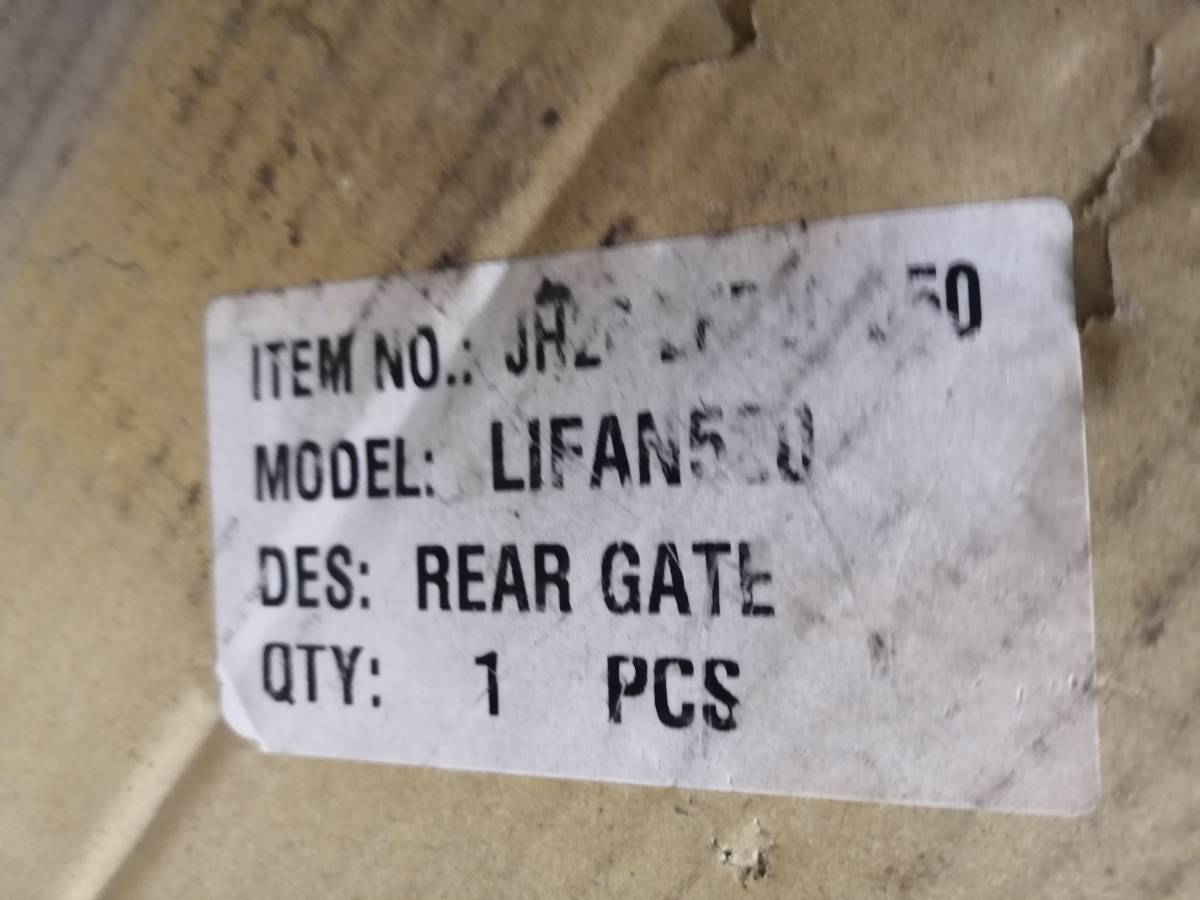 ITEM NO.:
MODEL:
DES: REAR GATE
QTY: 1 PCS